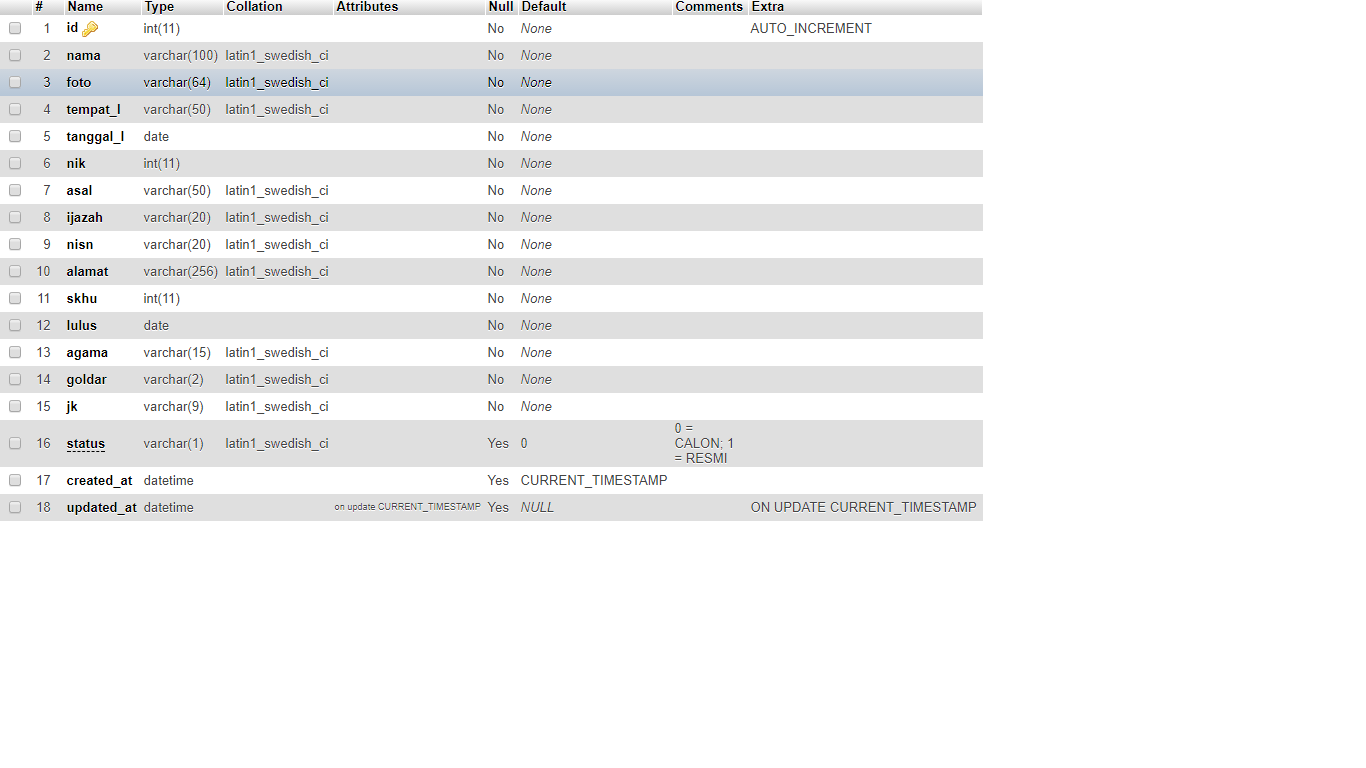 # Name Type Collation Attributes Null Default Comments Extra
1 id int(11) No None AUTO_INCREMENT
2 nama varchar(100) latin1_swedish_ci No None
3 foto varchar(64) latin1_swedish_ci No None
4 tempat_l varchar(50) latin1_swedish_ci No None
5 tanggal_l date No None
6 nik int(11) No None
7 asal varchar(50) latin1_swedish_ci No None
8 ijazah varchar(20) latin1_swedish_ci No None
9 nisn varchar(20) latin1_swedish_ci No None
10 alamat varchar(256) latin1_swedish_ci No None
11 skhu int(11) No None
12 lulus date No None
13 agama varchar(15) latin1_swedish_ci No None
14 goldar varchar(2) latin1_swedish_ci No None
15 jk varchar(9) latin1_swedish_ci No None
16 status varchar(1) latin1_swedish_ci Yes 0 0 =
CALON; 1
= RESMI
17 created_at datetime Yes CURRENT_TIMESTAMP
18 updated_at datetime on update CURRENT_TIMESTAMP Yes NULL ON UPDATE CURRENT_TIMESTAMP